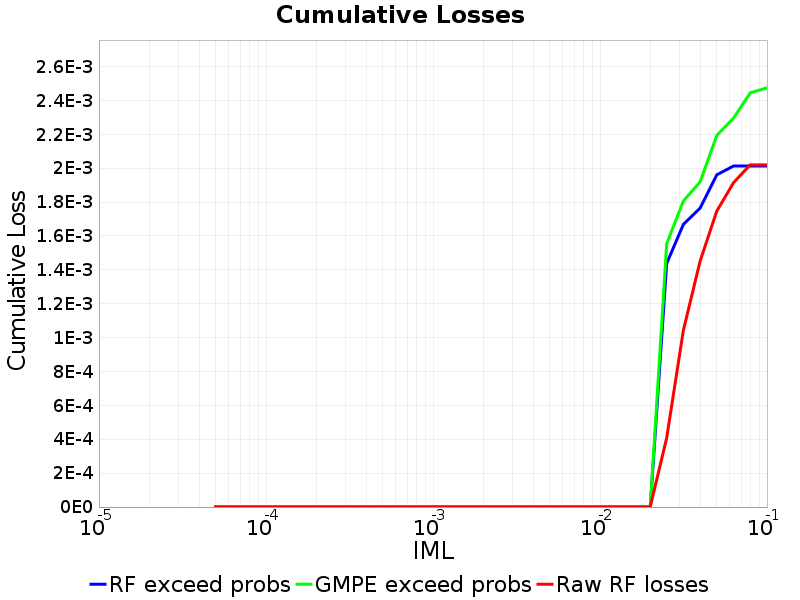 Cumulative Losses
Cumulative Loss
2.6E-3
2.4E-3
2.2E-3
2E-3
1.8E-3
1.6E-3
1.4E-3
1.2E-3
1E-3
8E-4
6E-4
4E-4
2E-4
0E0
10^-5 10^-4 10^-3 10^-2 10^-1
IML
RF exceed probs GMPE exceed probs Raw RF losses